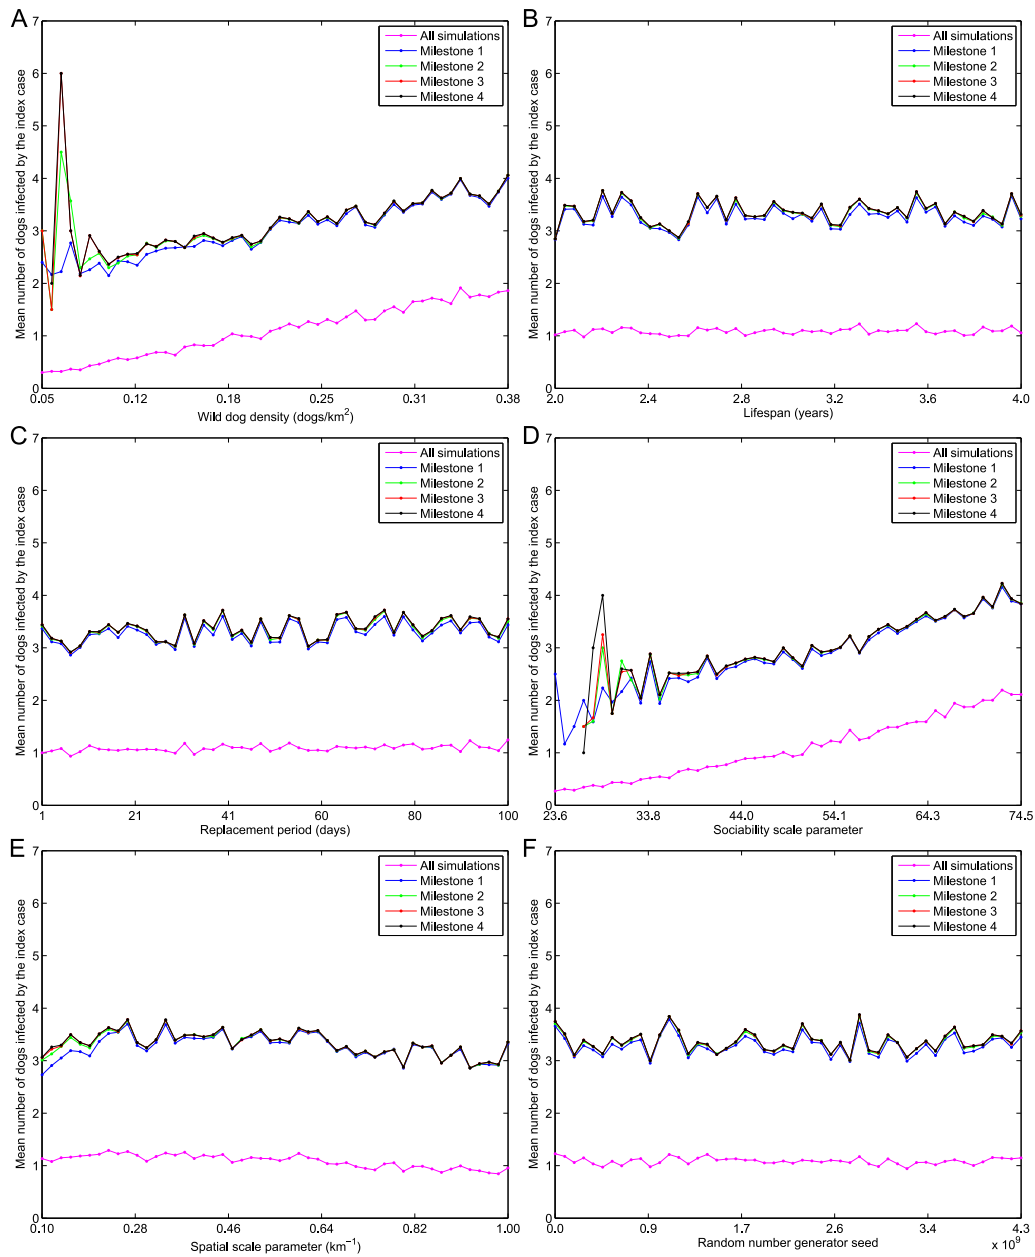 A
Mean number of dogs infected by the index case
7
6
5
4
3
2
1
0
0.05
0.12
0.18
0.25
0.31
0.38
Wild dog density (dogs/km²)
All simulations
Milestone 1
Milestone 2
Milestone 3
Milestone 4
B
Mean number of dogs infected by the index case
7
6
5
4
3
2
1
0
2.0
2.4
2.8
3.2
3.6
4.0
Lifespan (years)
All simulations
Milestone 1
Milestone 2
Milestone 3
Milestone 4
C
Mean number of dogs infected by the index case
7
6
5
4
3
2
1
0
1
21
41
60
80
100
Replacement period (days)
All simulations
Milestone 1
Milestone 2
Milestone 3
Milestone 4
D
Mean number of dogs infected by the index case
7
6
5
4
3
2
1
0
23.6
33.8
44.0
54.1
64.3
74.5
Sociability scale parameter
All simulations
Milestone 1
Milestone 2
Milestone 3
Milestone 4
E
Mean number of dogs infected by the index case
7
6
5
4
3
2
1
0
0.10
0.28
0.46
0.64
0.82
1.00
Spatial scale parameter (km⁻¹)
All simulations
Milestone 1
Milestone 2
Milestone 3
Milestone 4
F
Mean number of dogs infected by the index case
7
6
5
4
3
2
1
0
0.0
0.9
1.7
2.6
3.4
4.3
x 10⁹
Random number generator seed
All simulations
Milestone 1
Milestone 2
Milestone 3
Milestone 4